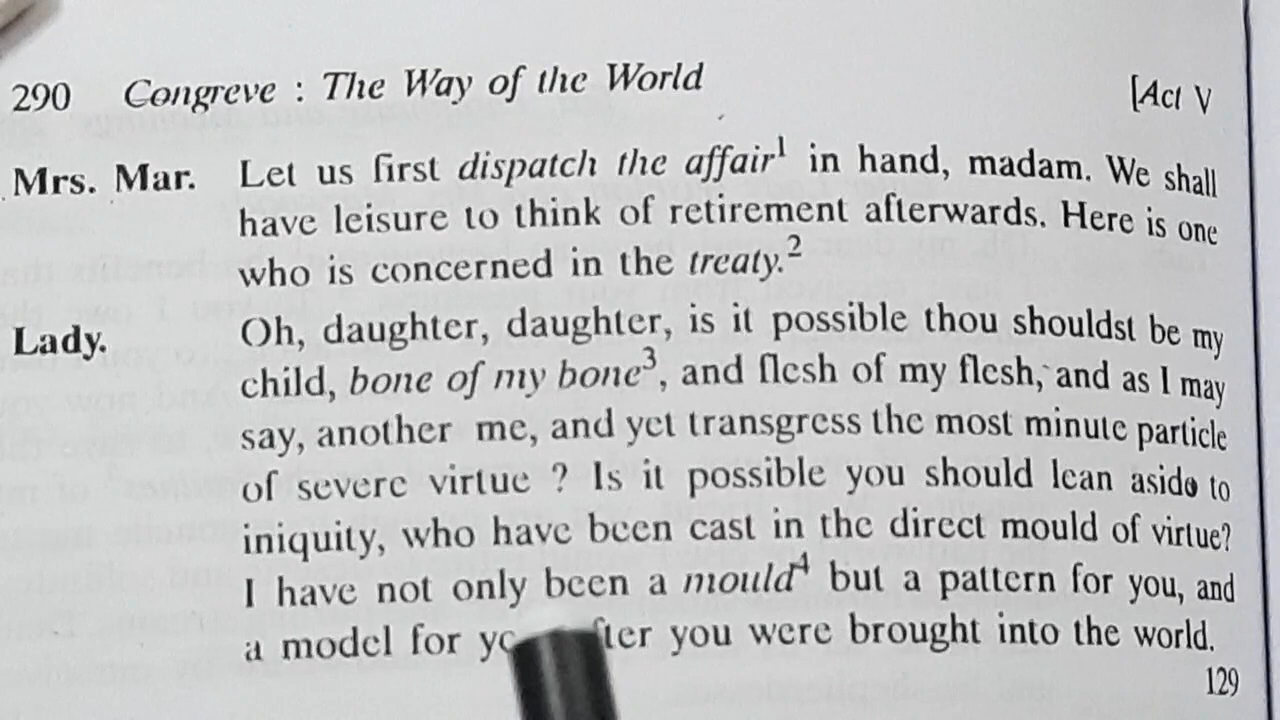 290 Congreve : The Way of the World [Act V
Mrs. Mar. Let us first dispatch the affair¹ in hand, madam. We shall
have leisure to think of retirement afterwards. Here is one
who is concerned in the treaty.²
Lady. Oh, daughter, daughter, is it possible thou shouldst be my
child, bone of my bone³, and flesh of my flesh, and as I may
say, another me, and yet transgress the most minute particle
of severe virtue ? Is it possible you should lean aside to
iniquity, who have been cast in the direct mould of virtue?
I have not only been a mould⁴ but a pattern for you, and
a model for you were brought into the world.
129